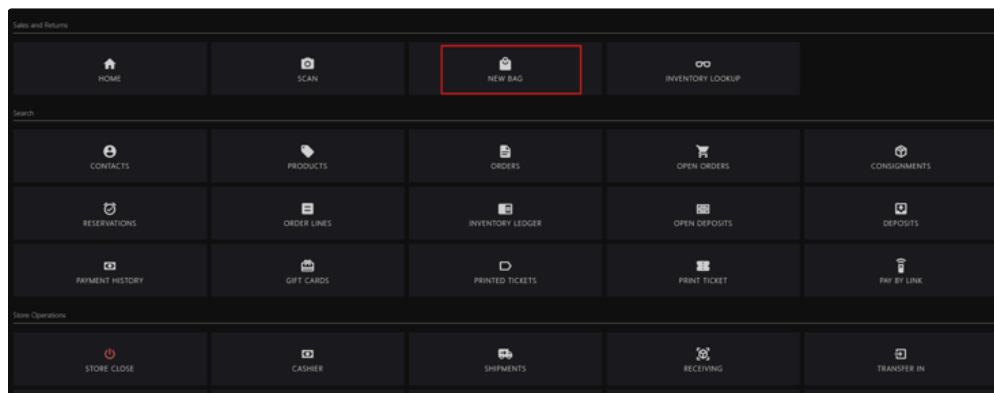 Sales and Returns
HOME
SCAN
NEW BAG
INVENTORY LOOKUP
Search
CONTACTS
PRODUCTS
ORDERS
OPEN ORDERS
CONSIGNMENTS
RESERVATIONS
ORDER LINES
INVENTORY LEDGER
OPEN DEPOSITS
DEPOSITS
PAYMENT HISTORY
GIFT CARDS
PRINTED TICKETS
PRINT TICKET
PAY BY LINK
Store Operations
STORE CLOSE
CASHIER
SHIPMENTS
RECEIVING
TRANSFER IN